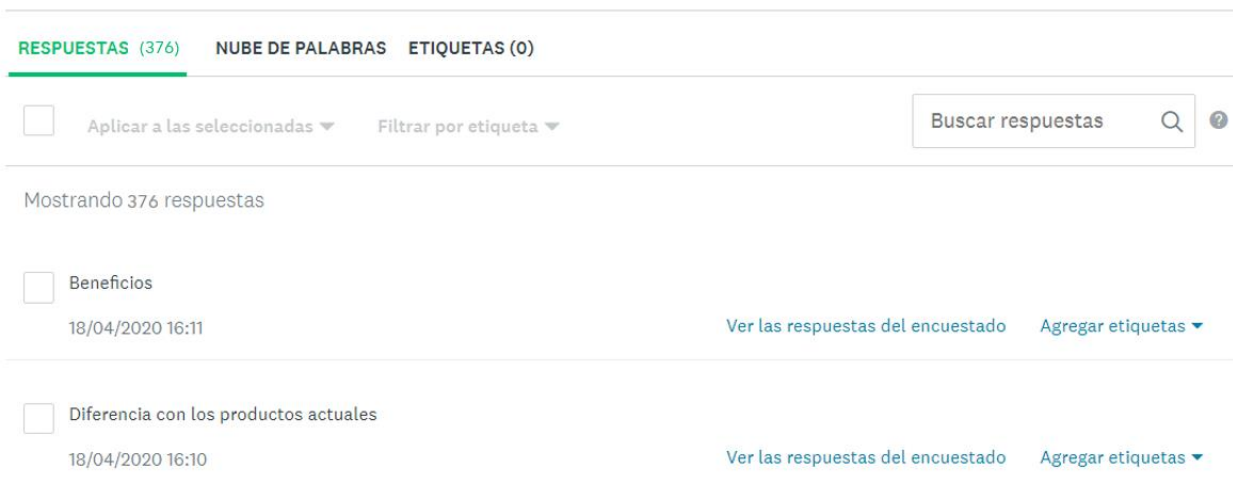 RESPUESTAS (376) NUBE DE PALABRAS ETIQUETAS (0)
Aplicar a las seleccionadas Filtrar por etiqueta Buscar respuestas
Mostrando 376 respuestas
Beneficios
18/04/2020 16:11 Ver las respuestas del encuestado Agregar etiquetas
Diferencia con los productos actuales
18/04/2020 16:10 Ver las respuestas del encuestado Agregar etiquetas